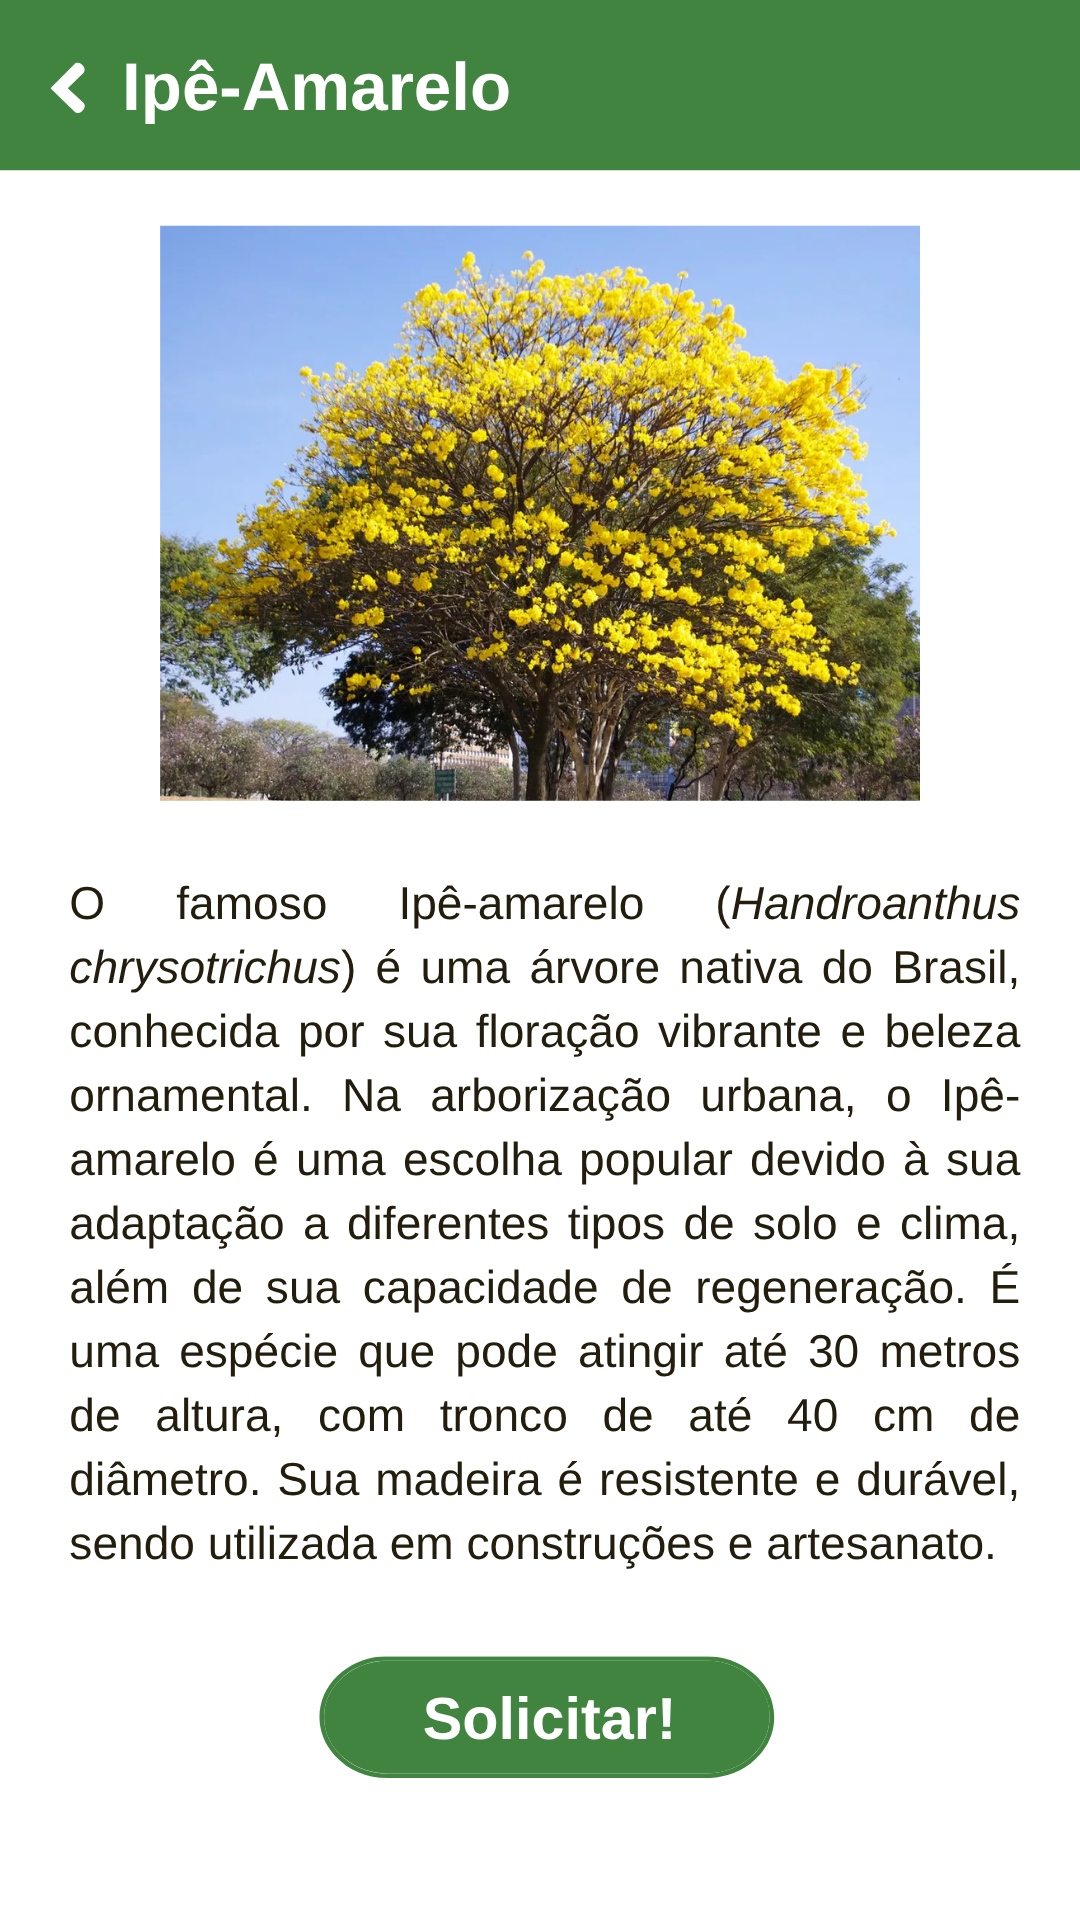 Ipê-Amarelo
O famoso Ipê-amarelo (Handroanthus
chrysotrichus) é uma árvore nativa do Brasil,
conhecida por sua floração vibrante e beleza
ornamental. Na arborização urbana, o Ipê-
amarelo é uma escolha popular devido à sua
adaptação a diferentes tipos de solo e clima,
além de sua capacidade de regeneração. É
uma espécie que pode atingir até 30 metros
de altura, com tronco de até 40 cm de
diâmetro. Sua madeira é resistente e durável,
sendo utilizada em construções e artesanato.
Solicitar!